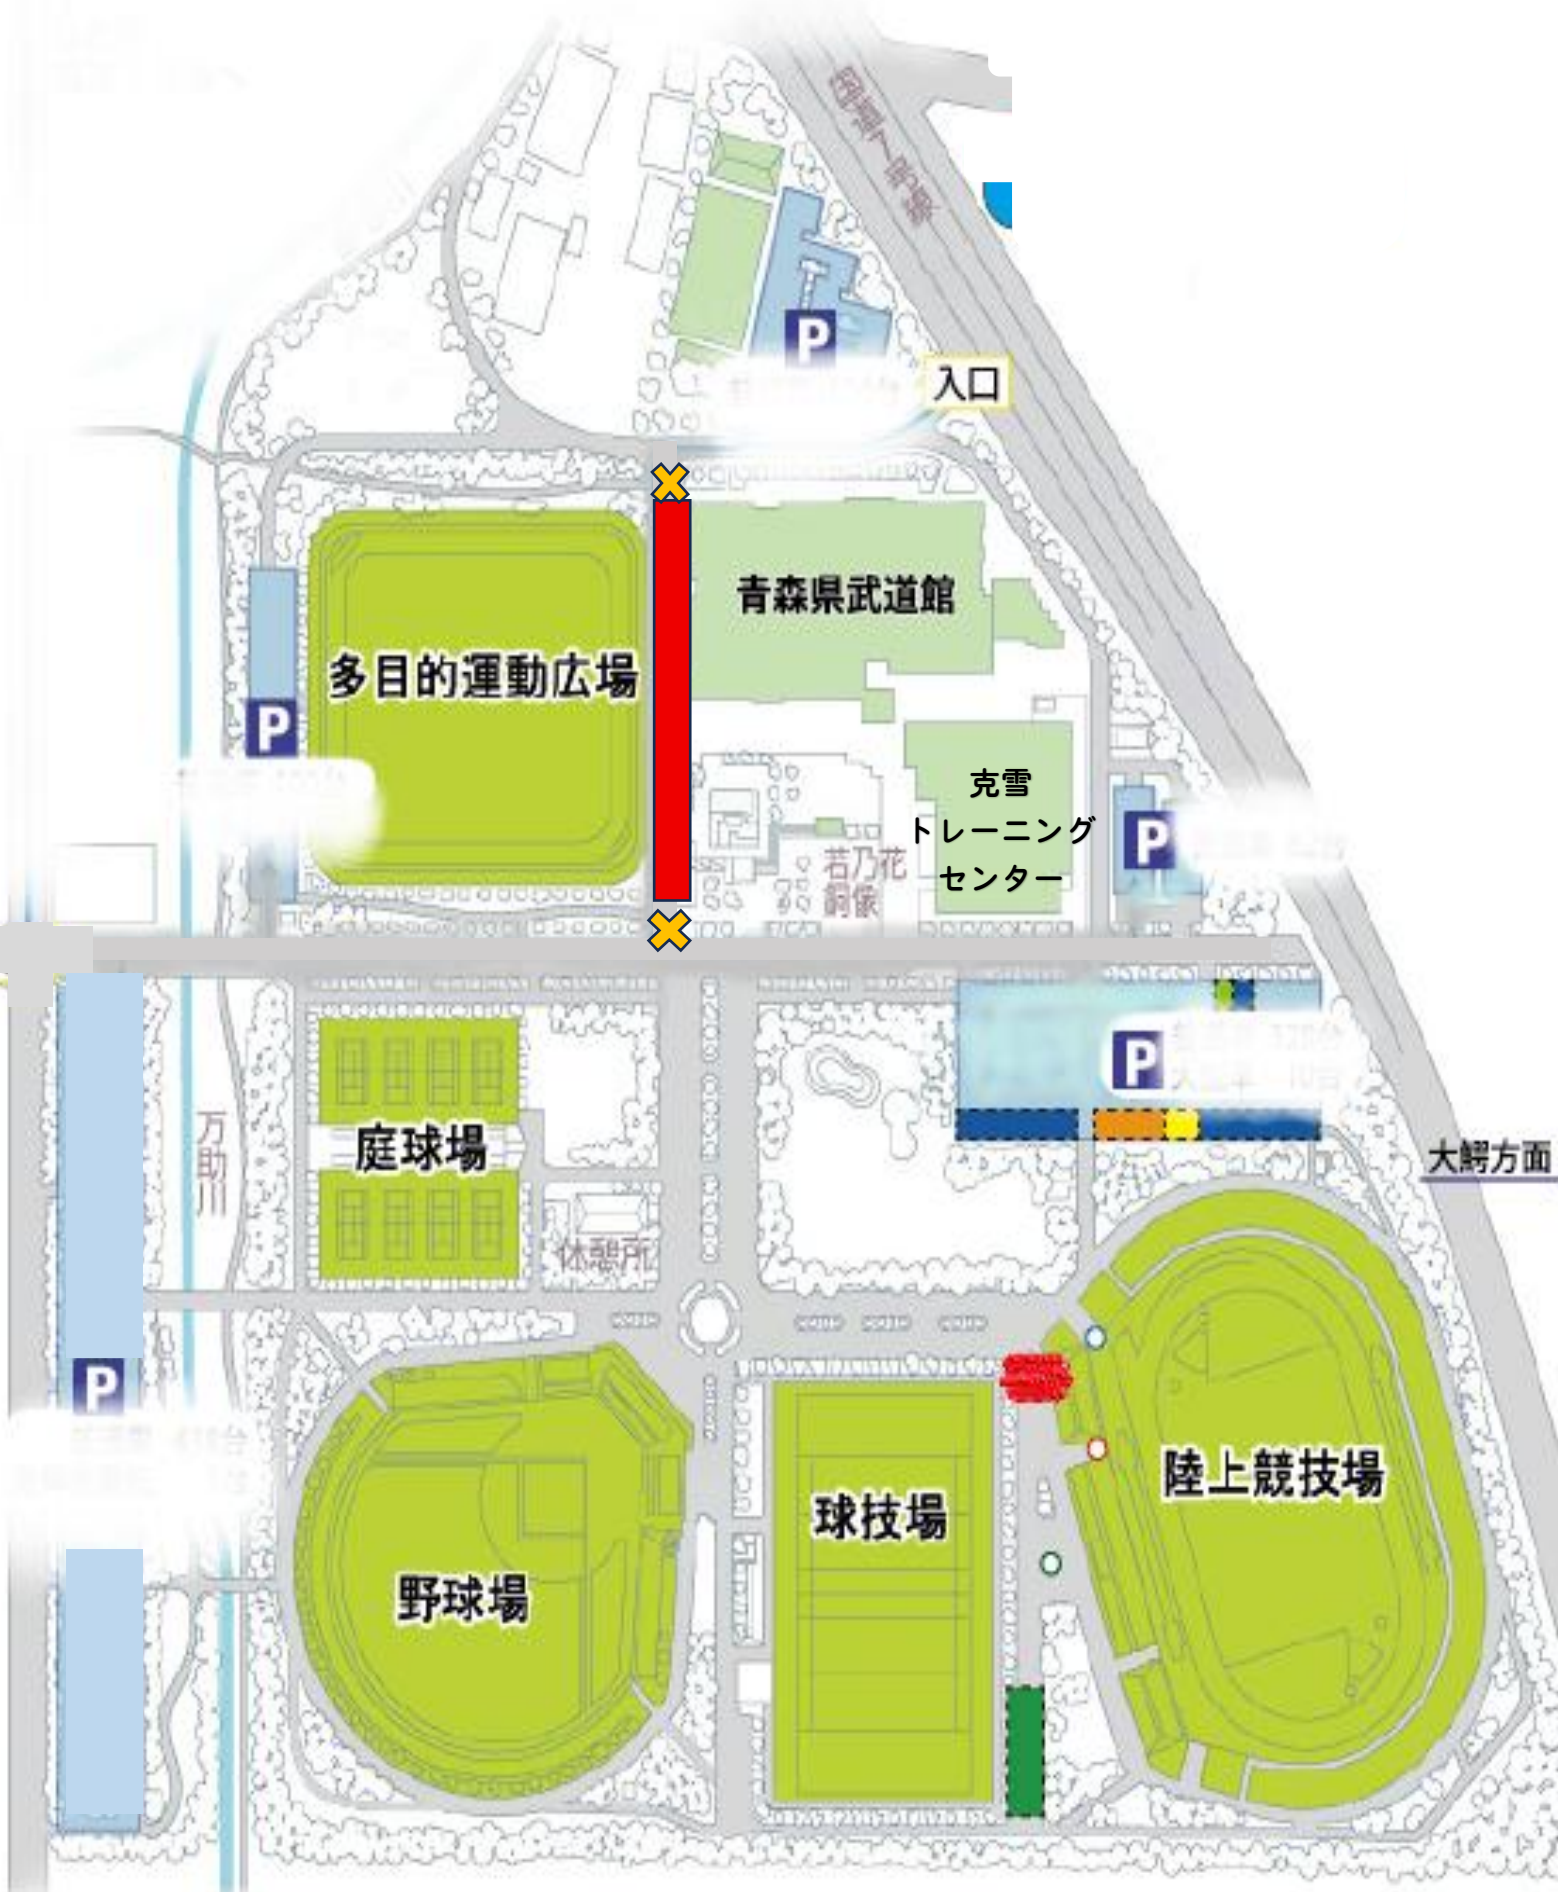 国道7号線
P
入口
青森県武道館
多目的運動広場
P
克雪
トレーニング
センター
P
若乃花
銅像
P
大鰐方面
万助川
庭球場
休憩所
P
陸上競技場
球技場
野球場